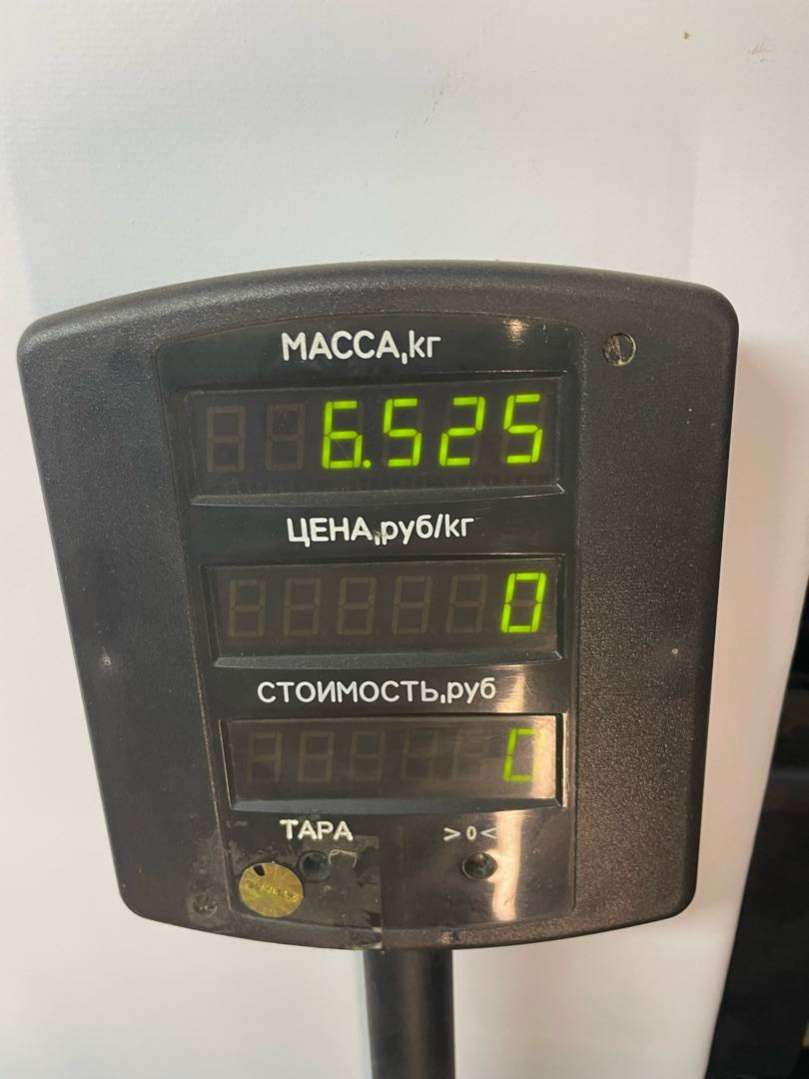 МАССА,кг
6.525
ЦЕНА,руб/кг
0
СТОИМОСТЬ,руб
0
ТАРА >0<